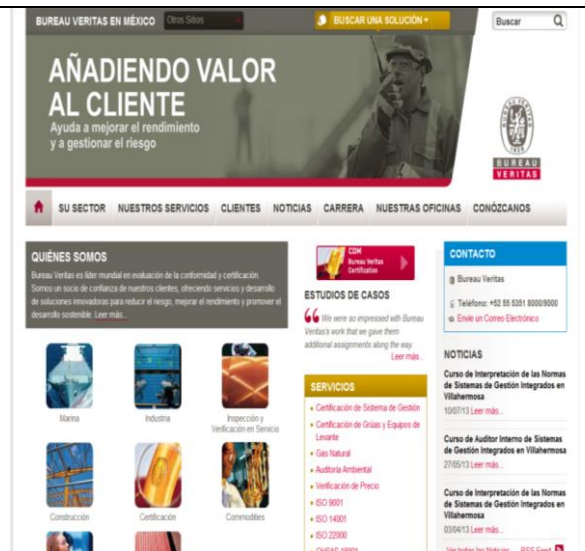 BUREAU VERITAS EN MÉXICO
Otros Sitios
BUSCAR UNA SOLUCIÓN
Buscar
AÑADIENDO VALOR
AL CLIENTE
Ayuda a mejorar el rendimiento
y a gestionar el riesgo
BUREAU
VERITAS
SU SECTOR NUESTROS SERVICIOS CLIENTES NOTICIAS CARRERA NUESTRAS OFICINAS CONÓZCANOS
QUIÉNES SOMOS
Bureau Veritas es líder mundial en evaluación de la conformidad y certificación.
Somos un socio de confianza de nuestros clientes, ofreciendo servicios y desarrollo
de soluciones innovadoras para reducir el riesgo, mejorar el rendimiento y promover el
desarrollo sostenible. Leer más...
Marina
Industria
Inspección y
Verificación en Servicio
Construcción
Certificación
Commodities
CDM
Bureau Veritas
Certification
ESTUDIOS DE CASOS
We were so impressed with Bureau
Veritas's work that we gave them
additional assignments along the way.
Leer más...
SERVICIOS
Certificación de Sistema de Gestión
Certificación de Grúas y Equipos de
Levante
Gas Natural
Auditoría Ambiental
Verificación de Precio
ISO 9001
ISO 14001
ISO 22000
OHSAS 18001
CONTACTO
Bureau Veritas
Teléfono: +52 55 5351 8000/9000
Envíe un Correo Electrónico
NOTICIAS
Curso de Interpretación de las Normas
de Sistemas de Gestión Integrados en
Villahermosa
10/07/13 Leer más...
Curso de Auditor Interno de Sistemas
de Gestión Integrados en Villahermosa
27/05/13 Leer más...
Curso de Interpretación de las Normas
de Sistemas de Gestión Integrados en
Villahermosa
03/04/13 Leer más...
Ver todas las Noticias RSS Feed